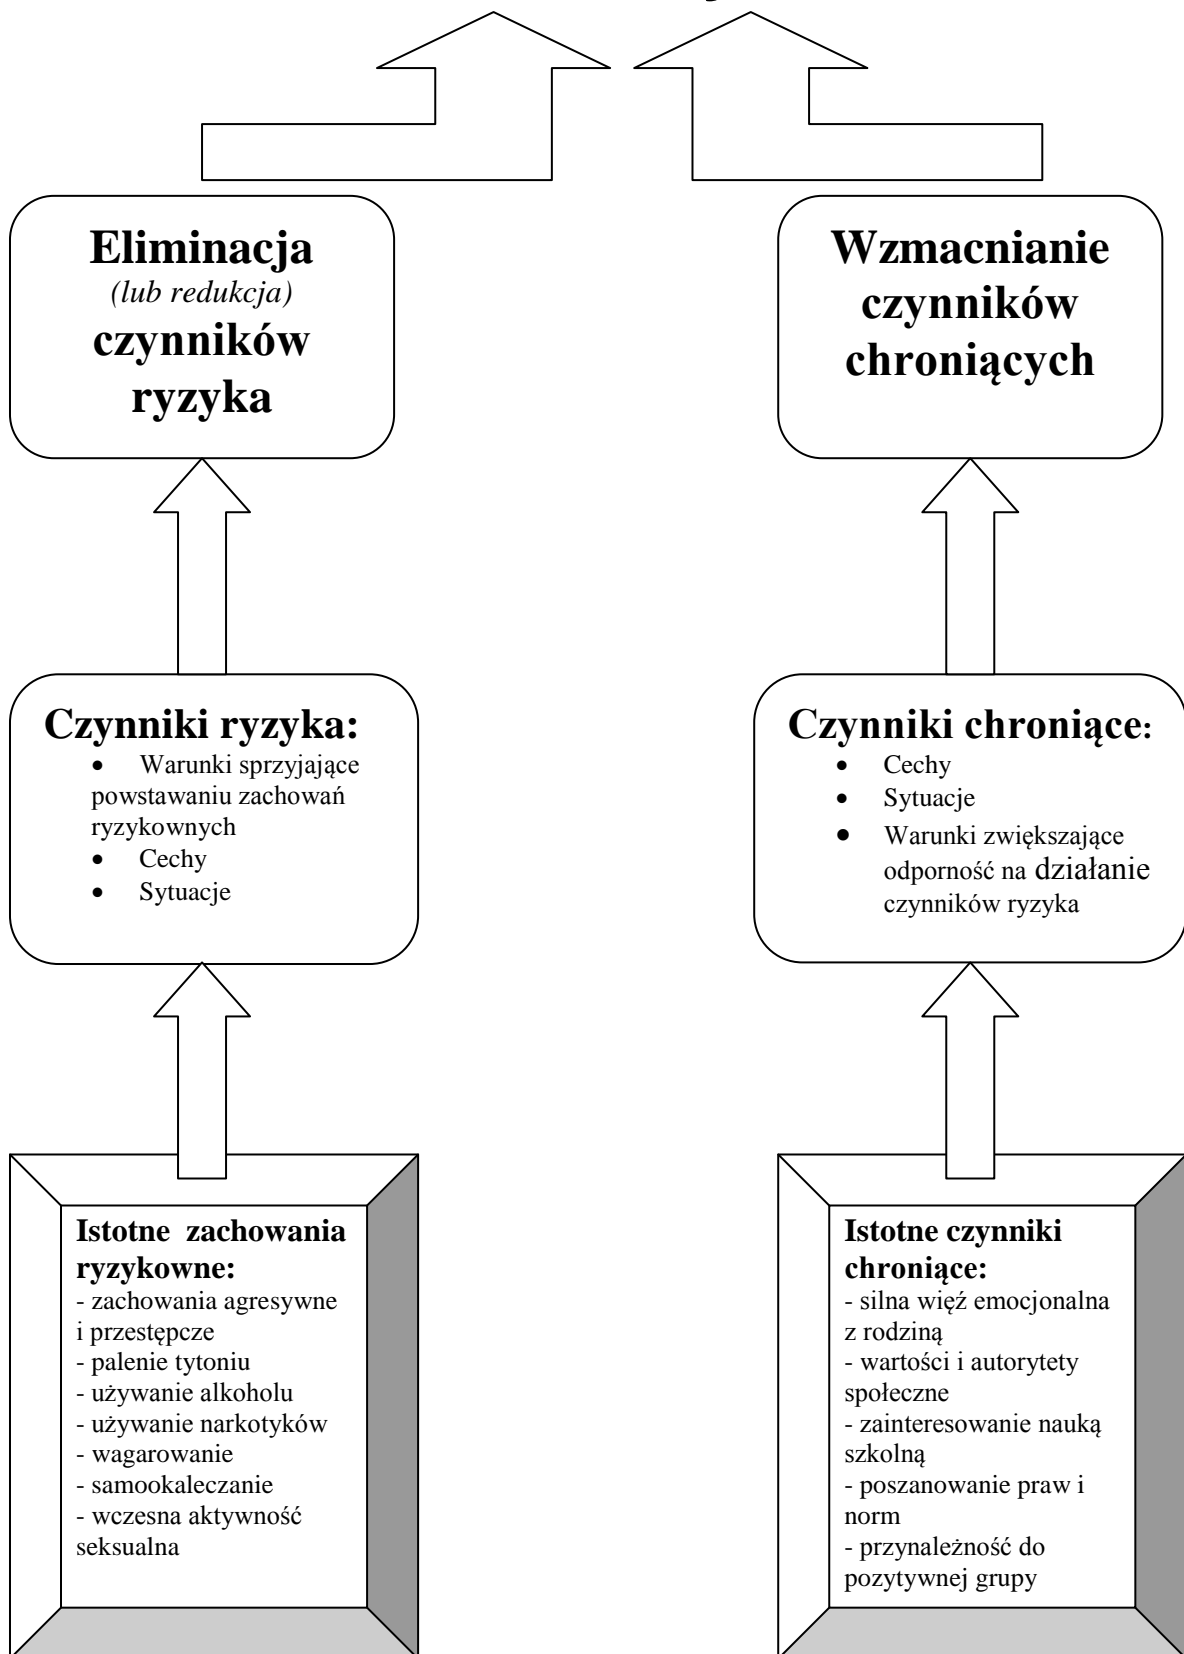 Eliminacja
(lub redukcja)
czynników
ryzyka
Wzmacnianie
czynników
chroniących
Czynniki ryzyka:
• Warunki sprzyjające
powstawaniu zachowań
ryzykownych
• Cechy
• Sytuacje
Czynniki chroniące:
• Cechy
• Sytuacje
• Warunki zwiększające
odporność na działanie
czynników ryzyka
Istotne zachowania
ryzykowne:
- zachowania agresywne
i przestępcze
- palenie tytoniu
- używanie alkoholu
- używanie narkotyków
- wagarowanie
- samookaleczanie
- wczesna aktywność
seksualna
Istotne czynniki
chroniące:
- silna więź emocjonalna
z rodziną
- wartości i autorytety
społeczne
- zainteresowanie nauką
szkolną
- poszanowanie praw i
norm
- przynależność do
pozytywnej grupy